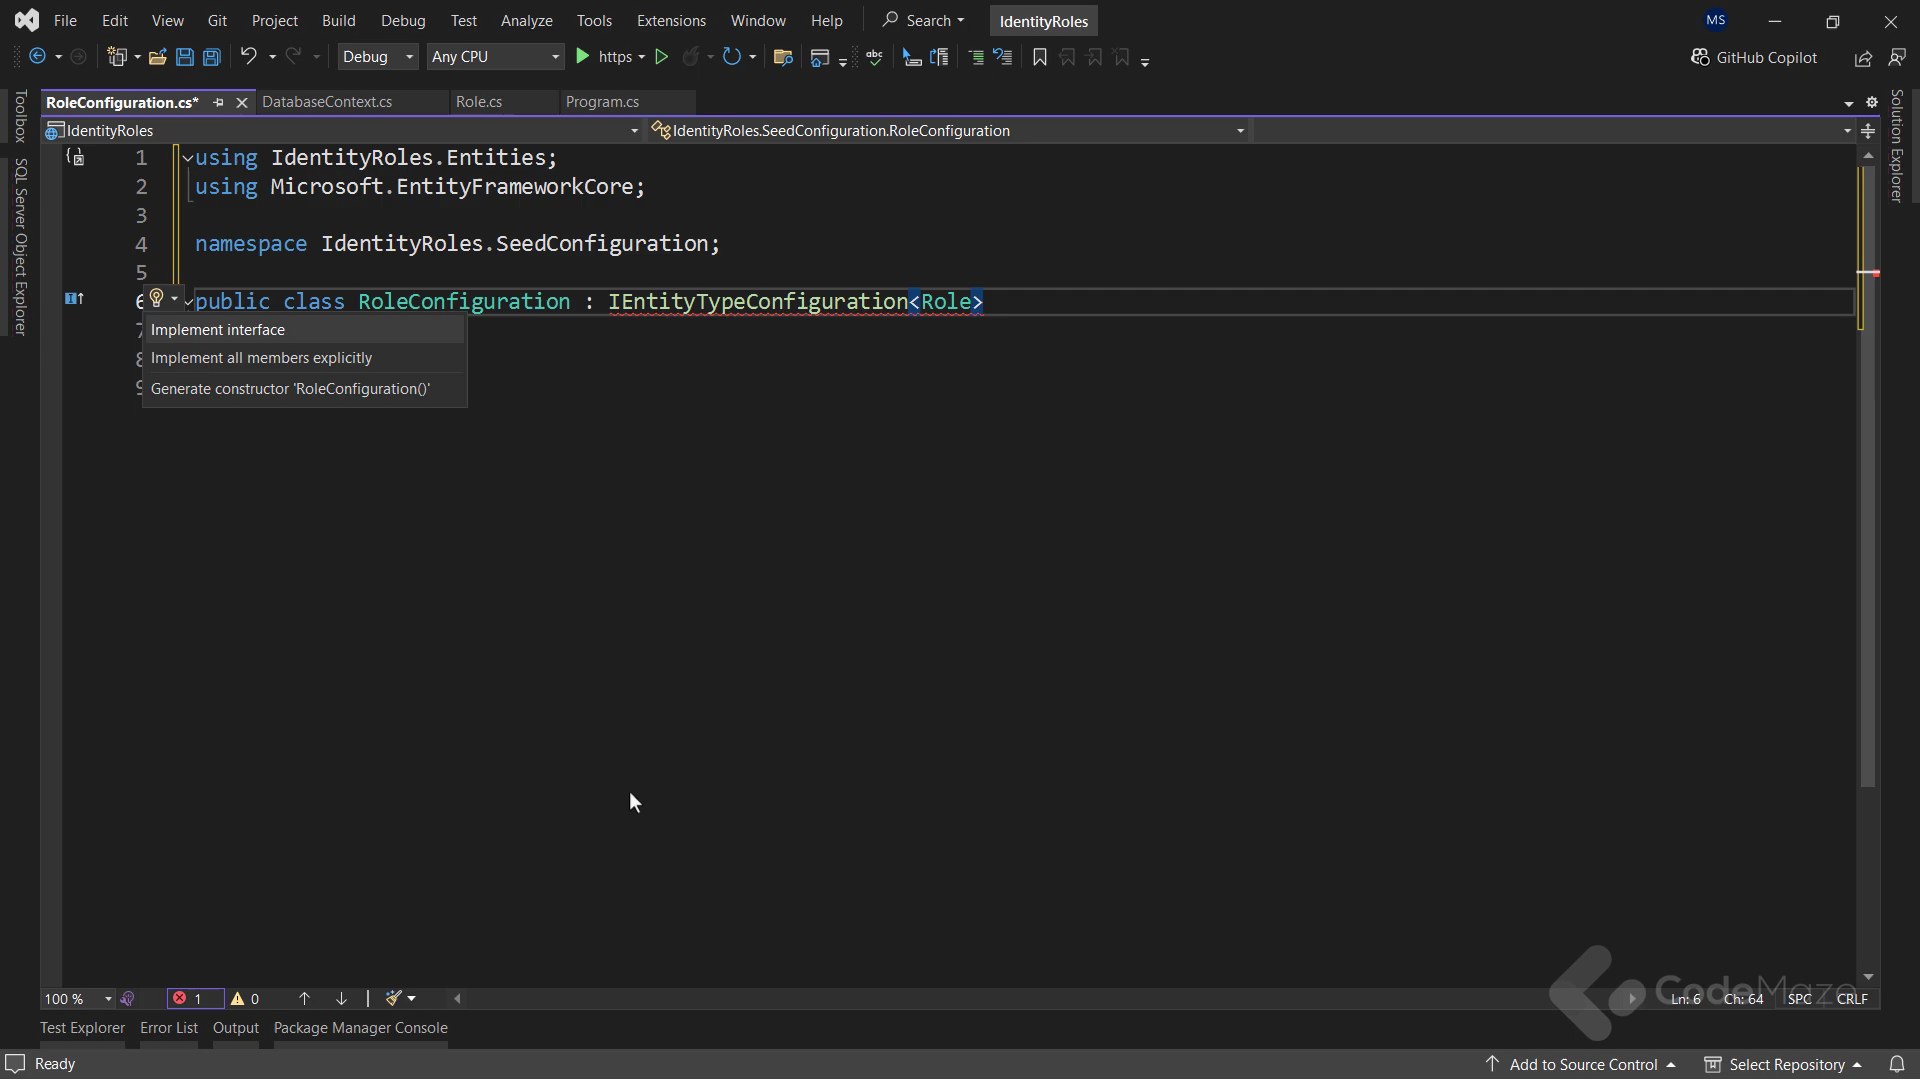 File Edit View Git Project Build Debug Test Analyze Tools Extensions Window Help Search IdentityRoles MS
Debug Any CPU https GitHub Copilot
RoleConfiguration.cs* DatabaseContext.cs Role.cs Program.cs
IdentityRoles IdentityRoles.SeedConfiguration.RoleConfiguration
Toolbox
SQL Server Object Explorer
Solution Explorer
1 using IdentityRoles.Entities;
2 using Microsoft.EntityFrameworkCore;
3
4 namespace IdentityRoles.SeedConfiguration;
5
6 public class RoleConfiguration : IEntityTypeConfiguration<Role>
Implement interface
Implement all members explicitly
Generate constructor 'RoleConfiguration()'
CodeMaze
100 % 1 0 Ln: 6 Ch: 64 SPC CRLF
Test Explorer Error List Output Package Manager Console
Ready Add to Source Control Select Repository